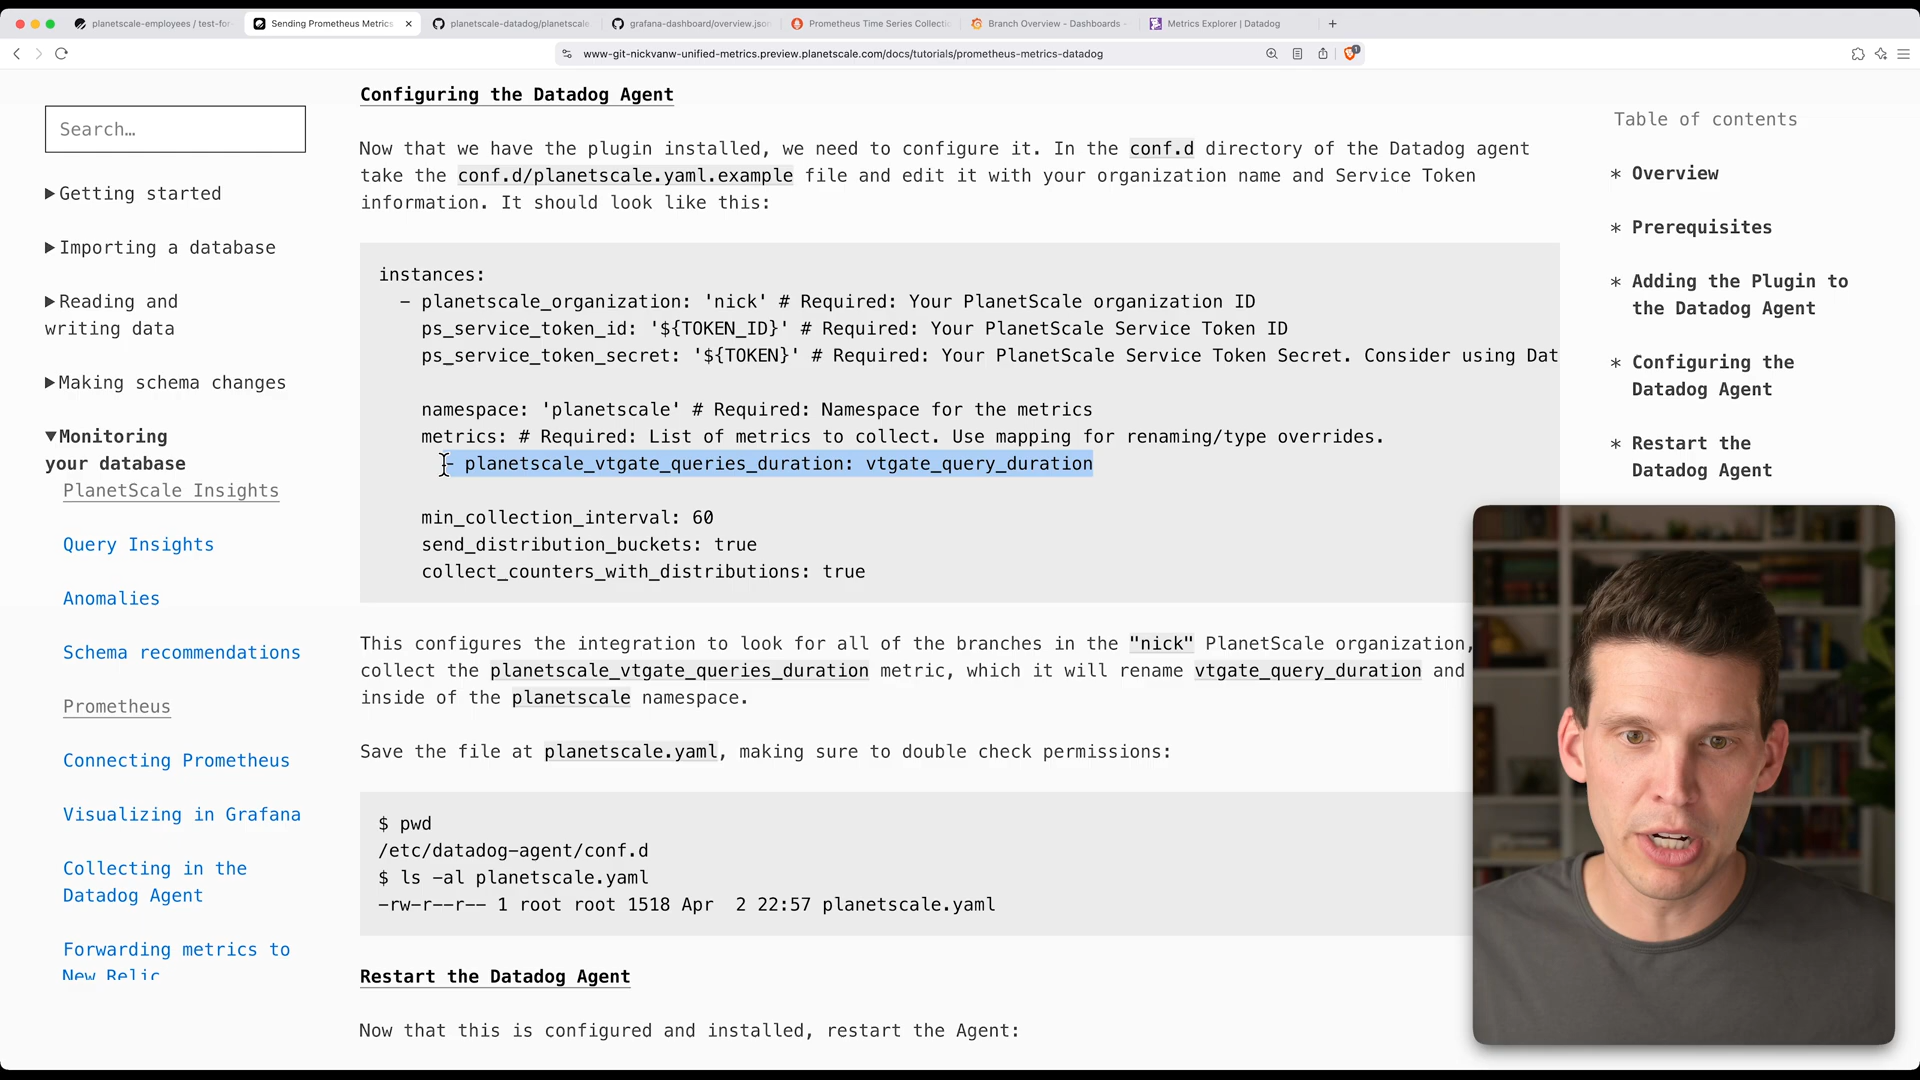 planetscale-employees / test-for-
Sending Prometheus Metrics
planetscale-datadog/planetscale
grafana-dashboard/overview.json
Prometheus Time Series Collecti
Branch Overview - Dashboards -
Metrics Explorer | Datadog
www-git-nickvanw-unified-metrics.preview.planetscale.com/docs/tutorials/prometheus-metrics-datadog
Search…
Getting started
Importing a database
Reading and
writing data
Making schema changes
Monitoring
your database
PlanetScale Insights
Query Insights
Anomalies
Schema recommendations
Prometheus
Connecting Prometheus
Visualizing in Grafana
Collecting in the
Datadog Agent
Forwarding metrics to
New Relic
Configuring the Datadog Agent
Now that we have the plugin installed, we need to configure it. In the conf.d directory of the Datadog agent
take the conf.d/planetscale.yaml.example file and edit it with your organization name and Service Token
information. It should look like this:
instances:
- planetscale_organization: 'nick' # Required: Your PlanetScale organization ID
ps_service_token_id: '${TOKEN_ID}' # Required: Your PlanetScale Service Token ID
ps_service_token_secret: '${TOKEN}' # Required: Your PlanetScale Service Token Secret. Consider using Dat
namespace: 'planetscale' # Required: Namespace for the metrics
metrics: # Required: List of metrics to collect. Use mapping for renaming/type overrides.
- planetscale_vtgate_queries_duration: vtgate_query_duration
min_collection_interval: 60
send_distribution_buckets: true
collect_counters_with_distributions: true
This configures the integration to look for all of the branches in the "nick" PlanetScale organization,
collect the planetscale_vtgate_queries_duration metric, which it will rename vtgate_query_duration and
inside of the planetscale namespace.
Save the file at planetscale.yaml, making sure to double check permissions:
$ pwd
/etc/datadog-agent/conf.d
$ ls -al planetscale.yaml
-rw-r--r-- 1 root root 1518 Apr  2 22:57 planetscale.yaml
Restart the Datadog Agent
Now that this is configured and installed, restart the Agent:
Table of contents
* Overview
* Prerequisites
* Adding the Plugin to
the Datadog Agent
* Configuring the
Datadog Agent
* Restart the
Datadog Agent